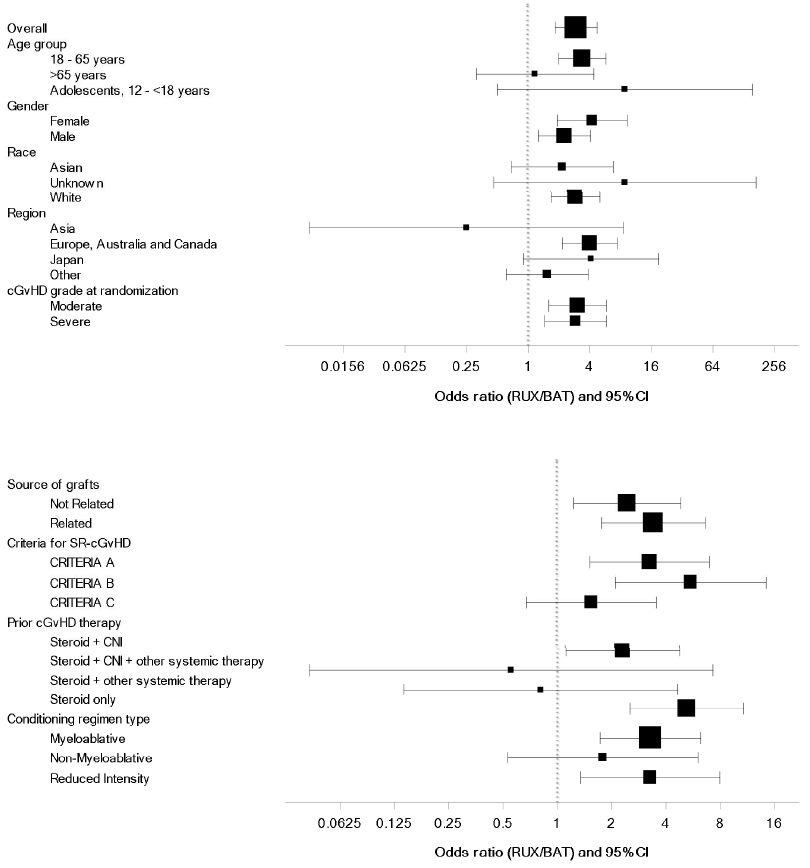 Overall
Age group
18 - 65 years
>65 years
Adolescents, 12 - <18 years
Gender
Female
Male
Race
Asian
Unknown
White
Region
Asia
Europe, Australia and Canada
Japan
Other
cGvHD grade at randomization
Moderate
Severe
0.0156 0.0625 0.25 1 4 16 64 256
Odds ratio (RUX/BAT) and 95%CI
Source of grafts
Not Related
Related
Criteria for SR-cGvHD
CRITERIA A
CRITERIA B
CRITERIA C
Prior cGvHD therapy
Steroid + CNI
Steroid + CNI + other systemic therapy
Steroid + other systemic therapy
Steroid only
Conditioning regimen type
Myeloablative
Non-Myeloablative
Reduced Intensity
0.0625 0.125 0.25 0.5 1 2 4 8 16
Odds ratio (RUX/BAT) and 95%CI